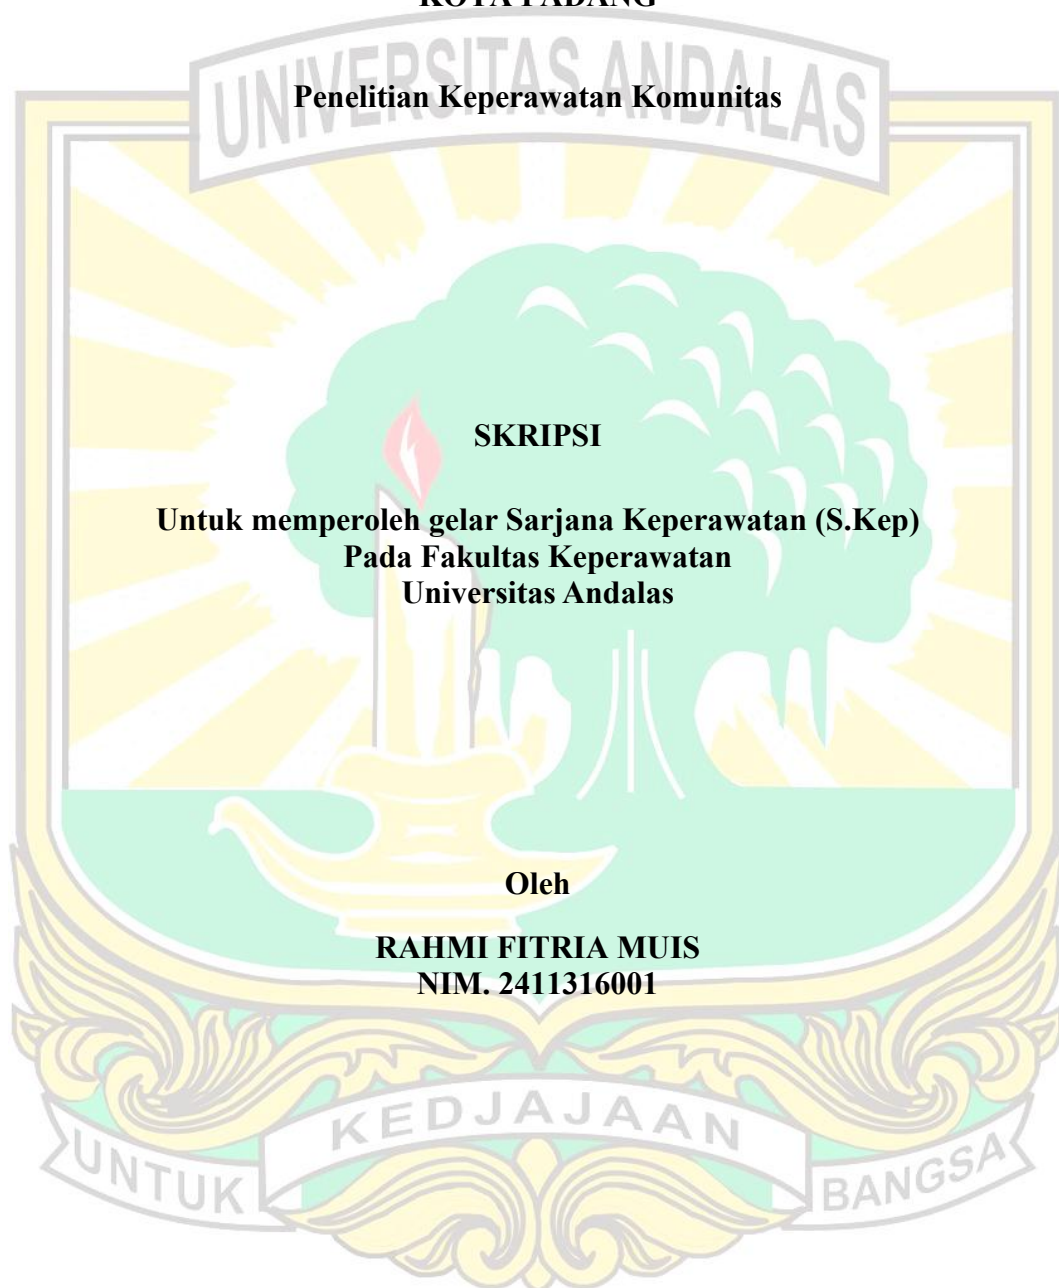 KOTA PADANG
UNIVERSITAS ANDALAS
Penelitian Keperawatan Komunitas
SKRIPSI
Untuk memperoleh gelar Sarjana Keperawatan (S.Kep)
Pada Fakultas Keperawatan
Universitas Andalas
Oleh
RAHMI FITRIA MUIS
NIM. 2411316001
UNTUK KEDJAJAAN BANGSA